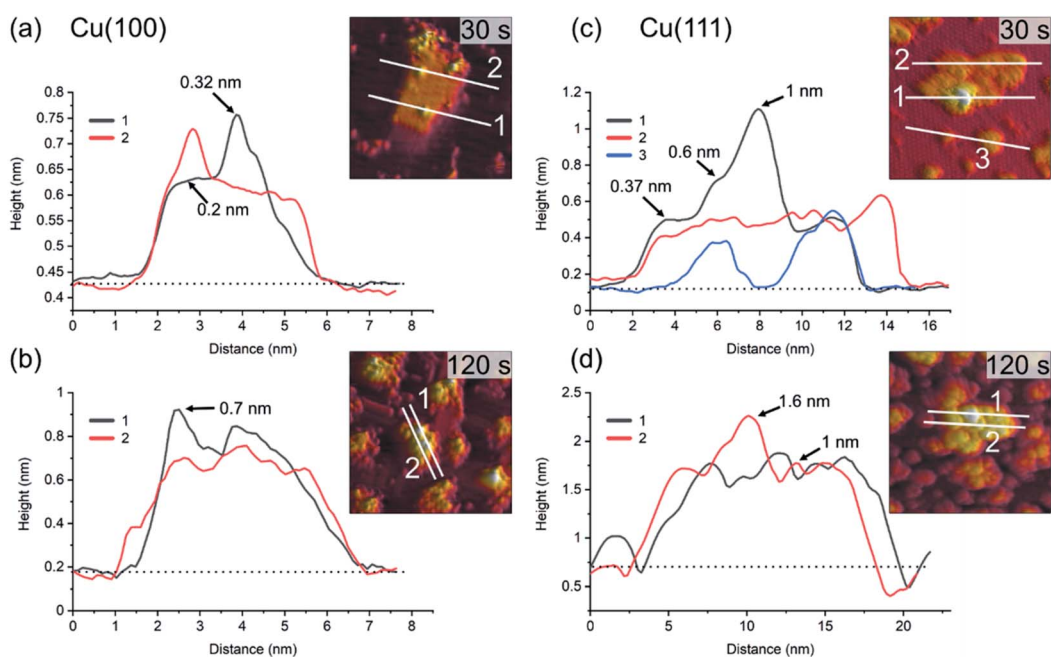 (a) Cu(100)
30 s
2
1
0.32 nm
0.2 nm
1
2
0.8
0.75
0.7
0.65
0.6
0.55
0.5
0.45
0.4
Height (nm)
0 1 2 3 4 5 6 7 8
Distance (nm)
(c) Cu(111)
30 s
2
1
3
1 nm
0.6 nm
0.37 nm
1
2
3
1.2
1
0.8
0.6
0.4
0.2
0
Height (nm)
0 2 4 6 8 10 12 14 16
Distance (nm)
(b)
120 s
1
2
0.7 nm
1
2
1
0.8
0.6
0.4
0.2
0
Height (nm)
0 1 2 3 4 5 6 7 8
Distance (nm)
(d)
120 s
1
2
1.6 nm
1 nm
1
2
2.5
2
1.5
1
0.5
Height (nm)
0 5 10 15 20
Distance (nm)